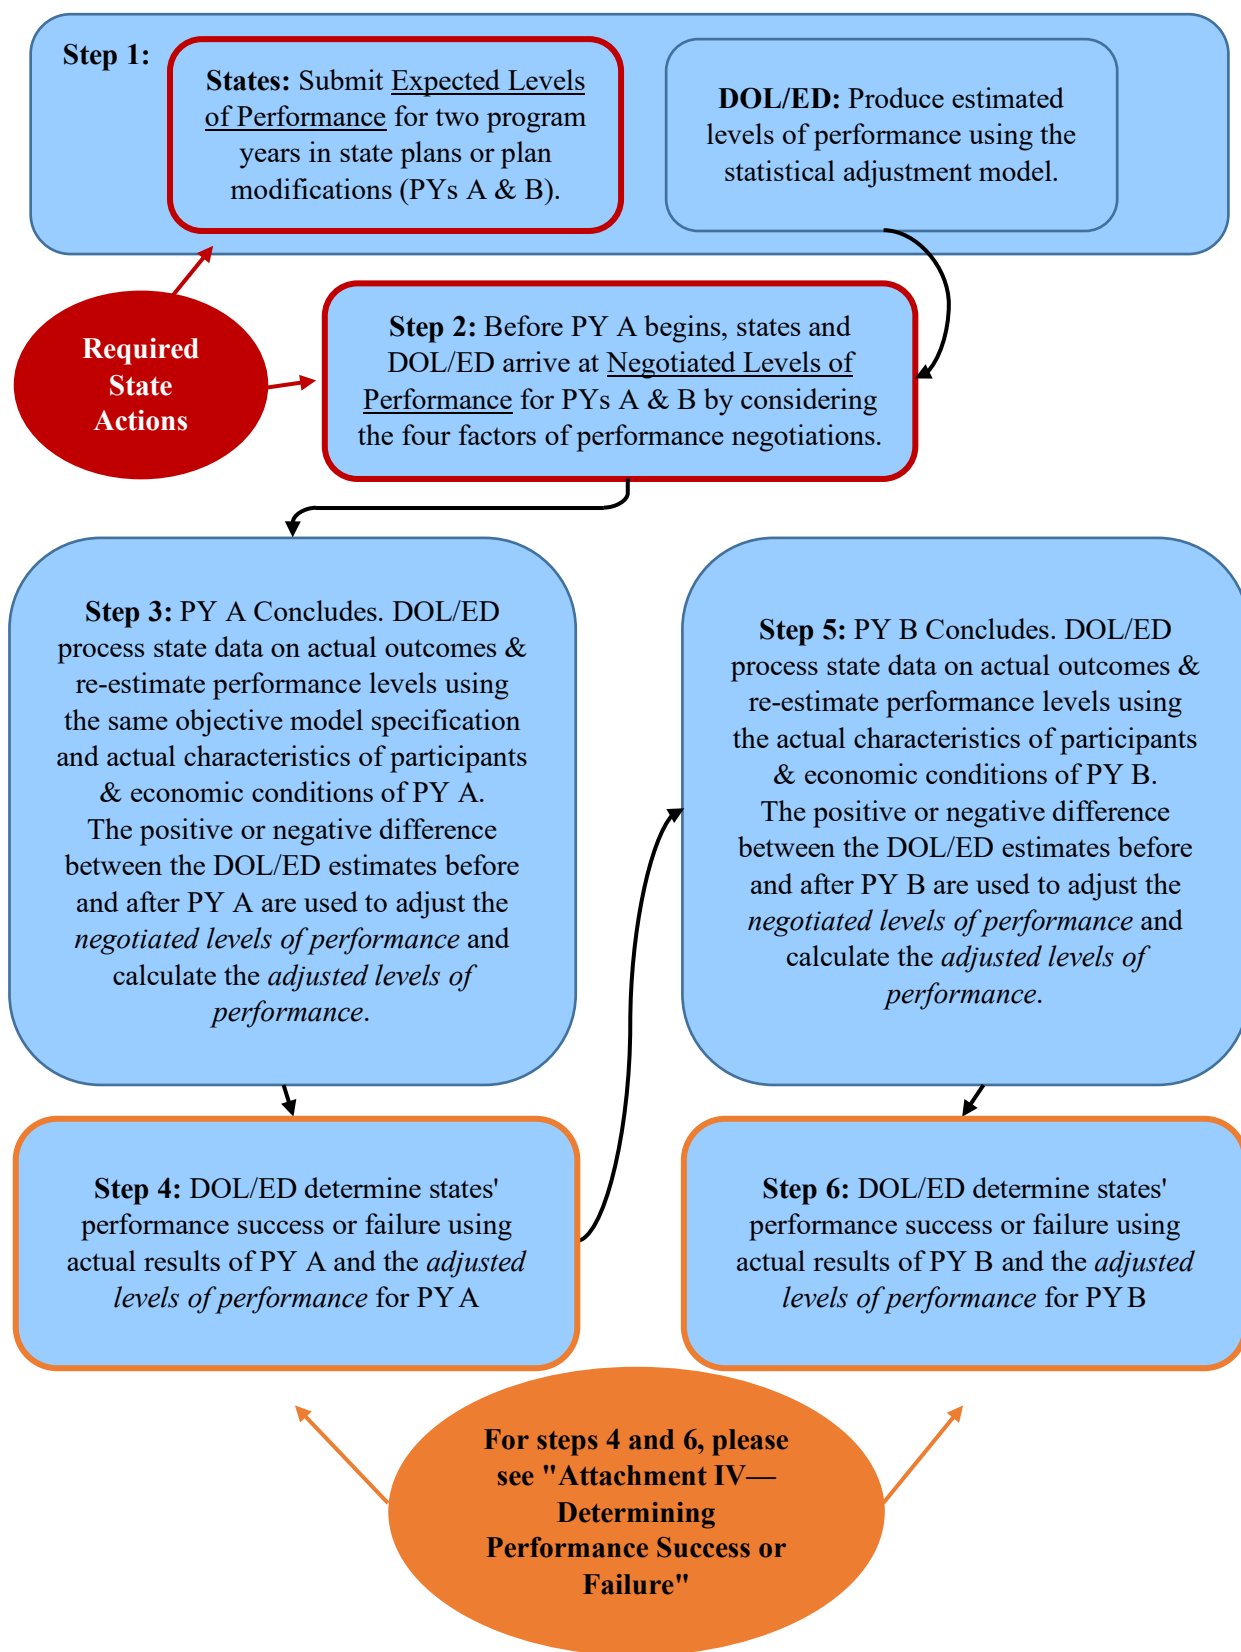 Step 1:
States: Submit Expected Levels
of Performance for two program
years in state plans or plan
modifications (PYs A & B).
DOL/ED: Produce estimated
levels of performance using the
statistical adjustment model.
Required
State
Actions
Step 2: Before PY A begins, states and
DOL/ED arrive at Negotiated Levels of
Performance for PYs A & B by considering
the four factors of performance negotiations.
Step 3: PY A Concludes. DOL/ED
process state data on actual outcomes &
re-estimate performance levels using
the same objective model specification
and actual characteristics of participants
& economic conditions of PY A.
The positive or negative difference
between the DOL/ED estimates before
and after PY A are used to adjust the
negotiated levels of performance and
calculate the adjusted levels of
performance.
Step 5: PY B Concludes. DOL/ED
process state data on actual outcomes &
re-estimate performance levels using
the actual characteristics of participants
& economic conditions of PY B.
The positive or negative difference
between the DOL/ED estimates before
and after PY B are used to adjust the
negotiated levels of performance and
calculate the adjusted levels of
performance.
Step 4: DOL/ED determine states'
performance success or failure using
actual results of PY A and the adjusted
levels of performance for PY A
Step 6: DOL/ED determine states'
performance success or failure using
actual results of PY B and the adjusted
levels of performance for PY B
For steps 4 and 6, please
see "Attachment IV—
Determining
Performance Success or
Failure"